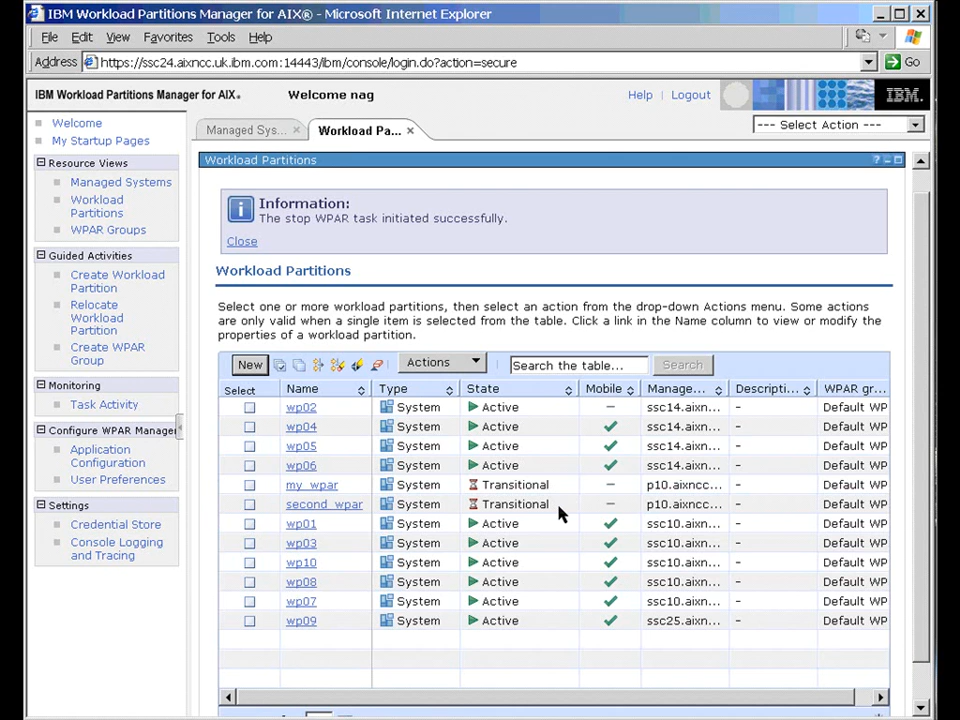 IBM Workload Partitions Manager for AIX® - Microsoft Internet Explorer
File Edit View Favorites Tools Help
Address https://ssc24.aixncc.uk.ibm.com:14443/ibm/console/login.do?action=secure Go
IBM Workload Partitions Manager for AIX® Welcome nag Help Logout IBM.
Welcome
My Startup Pages
Resource Views
Managed Systems
Workload
Partitions
WPAR Groups
Guided Activities
Create Workload
Partition
Relocate
Workload
Partition
Create WPAR
Group
Monitoring
Task Activity
Configure WPAR Manager
Application
Configuration
User Preferences
Settings
Credential Store
Console Logging
and Tracing
Managed Sys... Workload Pa... --- Select Action ---
Workload Partitions
Information:
The stop WPAR task initiated successfully.
Close
Workload Partitions
Select one or more workload partitions, then select an action from the drop-down Actions menu. Some actions
are only valid when a single item is selected from the table. Click a link in the Name column to view or modify the
properties of a workload partition.
New Actions Search the table... Search
Select Name Type State Mobile Manage... Descripti... WPAR gr...
wp02 System Active — ssc14.aixn... - Default WP
wp04 System Active ssc14.aixn... - Default WP
wp05 System Active ssc14.aixn... - Default WP
wp06 System Active ssc14.aixn... - Default WP
my_wpar System Transitional — p10.aixncc... - Default WP
second_wpar System Transitional — p10.aixncc... - Default WP
wp01 System Active ssc10.aixn... - Default WP
wp03 System Active ssc10.aixn... - Default WP
wp10 System Active ssc10.aixn... - Default WP
wp08 System Active ssc10.aixn... - Default WP
wp07 System Active ssc10.aixn... - Default WP
wp09 System Active ssc25.aixn... - Default WP